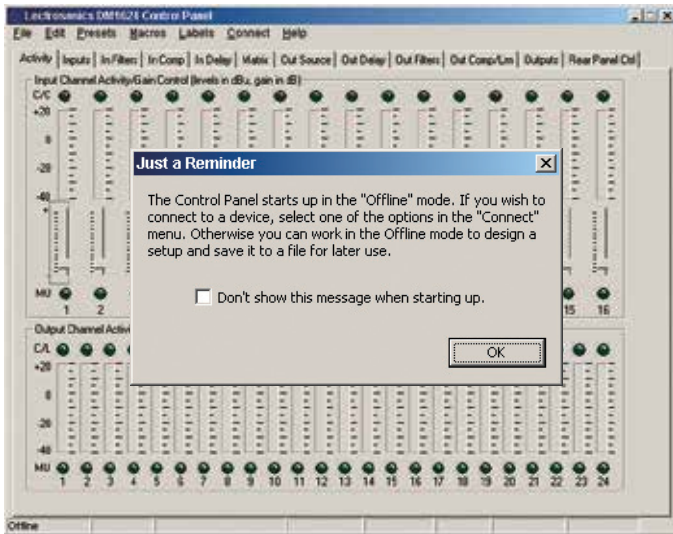 Lectrosonics DM1624 Control Panel
File Edit Presets Macros Labels Connect Help
Activity Inputs In Filters In Comp In Delay Matrix Out Source Out Delay Out Filters Out Comp/Lim Outputs Rear Panel Ctrl
Input Channel Activity/Gain Control (levels in dBu, gain in dB)
C/C
+20
0
-20
-40
+
-
MU
1 2 15 16
Just a Reminder
The Control Panel starts up in the "Offline" mode. If you wish to
connect to a device, select one of the options in the "Connect"
menu. Otherwise you can work in the Offline mode to design a
setup and save it to a file for later use.
Don't show this message when starting up.
OK
Output Channel Activi
C/L
+20
0
-20
-40
MU
1 2 3 4 5 6 7 8 9 10 11 12 13 14 15 16 17 18 19 20 21 22 23 24
Offline